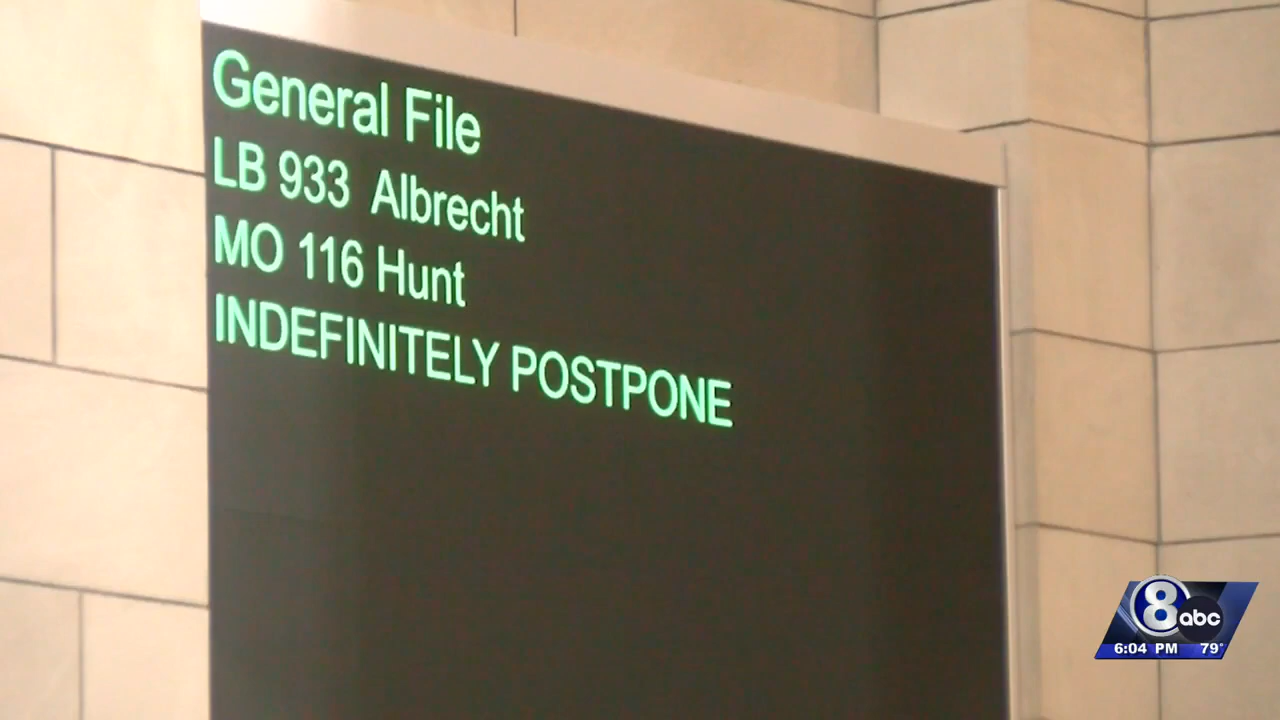 General File
LB 933 Albrecht
MO 116 Hunt
INDEFINITELY POSTPONE
8 abc
6:04 PM 79°